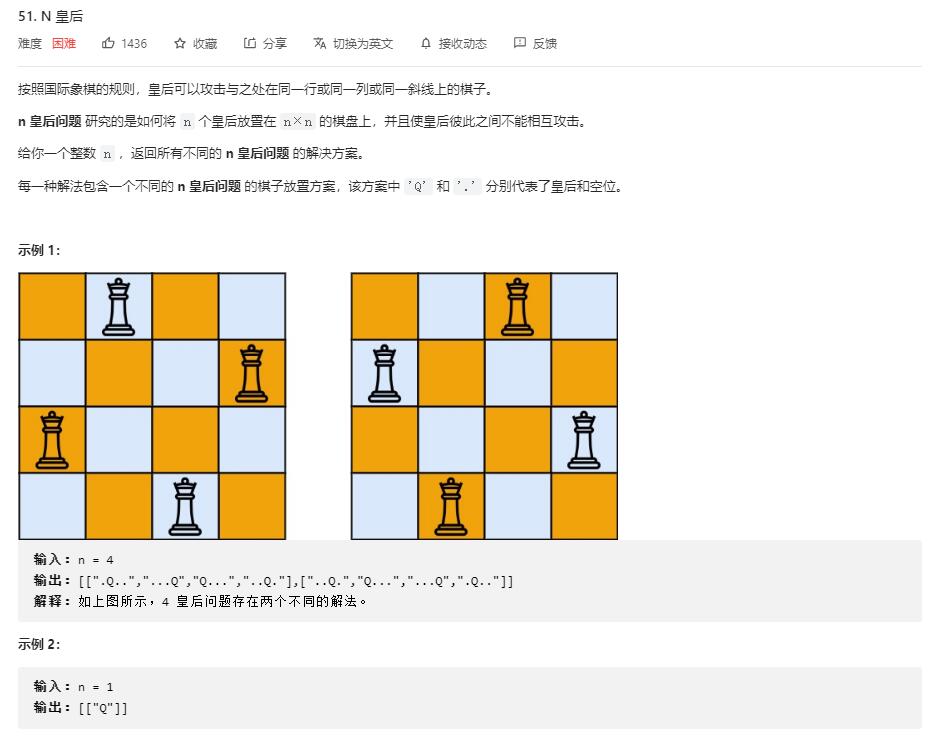 51. N 皇后
难度 困难 1436 收藏 分享 切换为英文 接收动态 反馈
按照国际象棋的规则，皇后可以攻击与之处在同一行或同一列或同一斜线上的棋子。
n 皇后问题 研究的是如何将 n 个皇后放置在 n×n 的棋盘上，并且使皇后彼此之间不能相互攻击。
给你一个整数 n ，返回所有不同的 n 皇后问题 的解决方案。
每一种解法包含一个不同的 n 皇后问题 的棋子放置方案，该方案中 'Q' 和 '.' 分别代表了皇后和空位。
示例 1：
输入：n = 4
输出：[[".Q..","...Q","Q...","..Q."],["..Q.","Q...","...Q",".Q.."]]
解释：如上图所示，4 皇后问题存在两个不同的解法。
示例 2：
输入：n = 1
输出：[["Q"]]